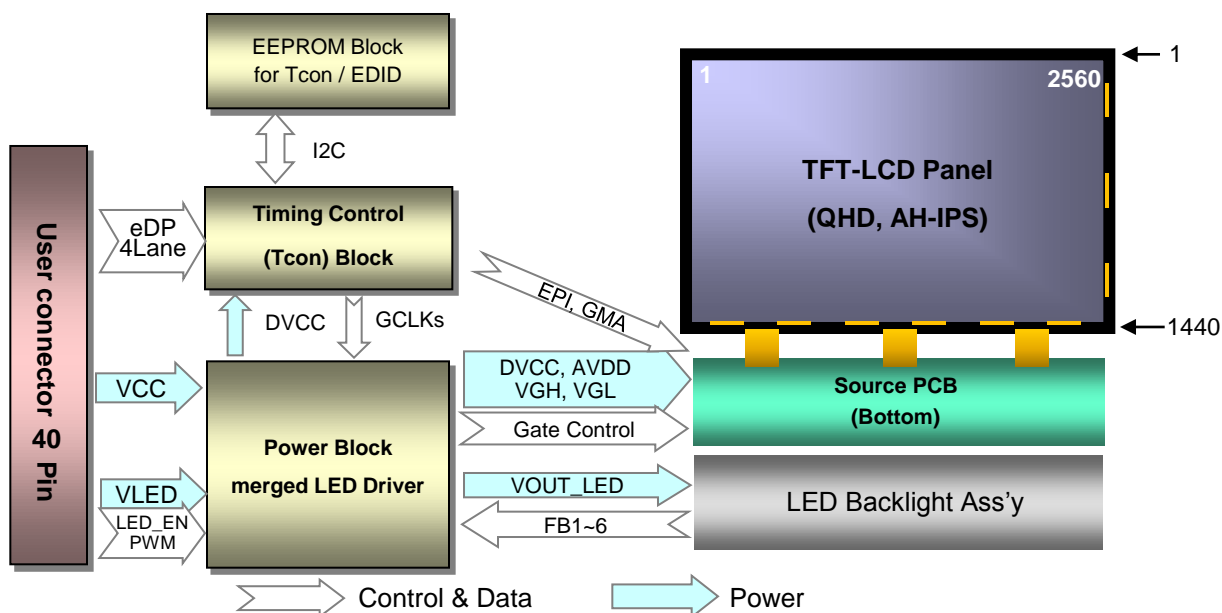 EEPROM Block
for Tcon / EDID
I2C
User connector 40 Pin
eDP
4Lane
Timing Control
(Tcon) Block
DVCC
GCLKs
EPI, GMA
VCC
VLED
LED_EN
PWM
Power Block
merged LED Driver
DVCC, AVDD
VGH, VGL
Gate Control
VOUT_LED
FB1~6
1
2560
1
1440
TFT-LCD Panel
(QHD, AH-IPS)
Source PCB
(Bottom)
LED Backlight Ass’y
Control & Data
Power